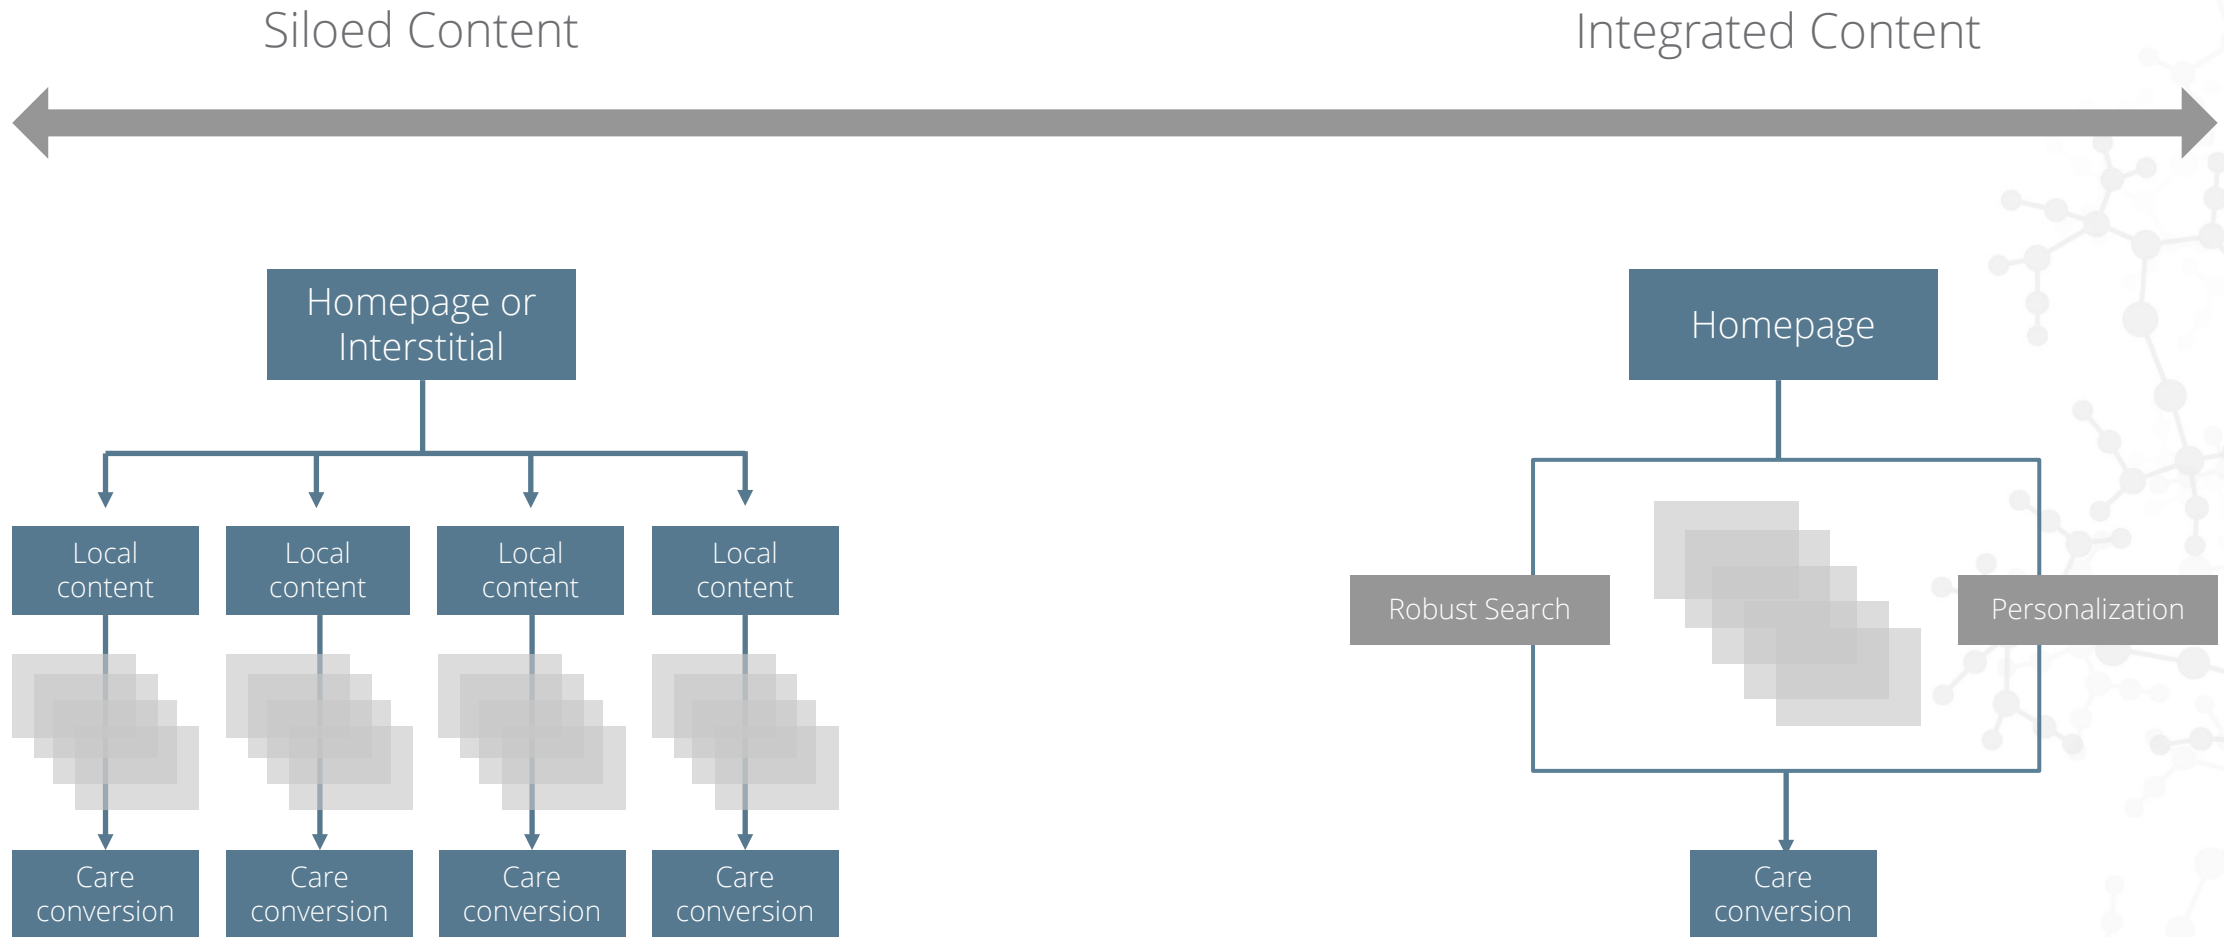 Siloed Content
Integrated Content
Homepage or
Interstitial
Homepage
Local
content
Local
content
Local
content
Local
content
Robust Search
Personalization
Care
conversion
Care
conversion
Care
conversion
Care
conversion
Care
conversion